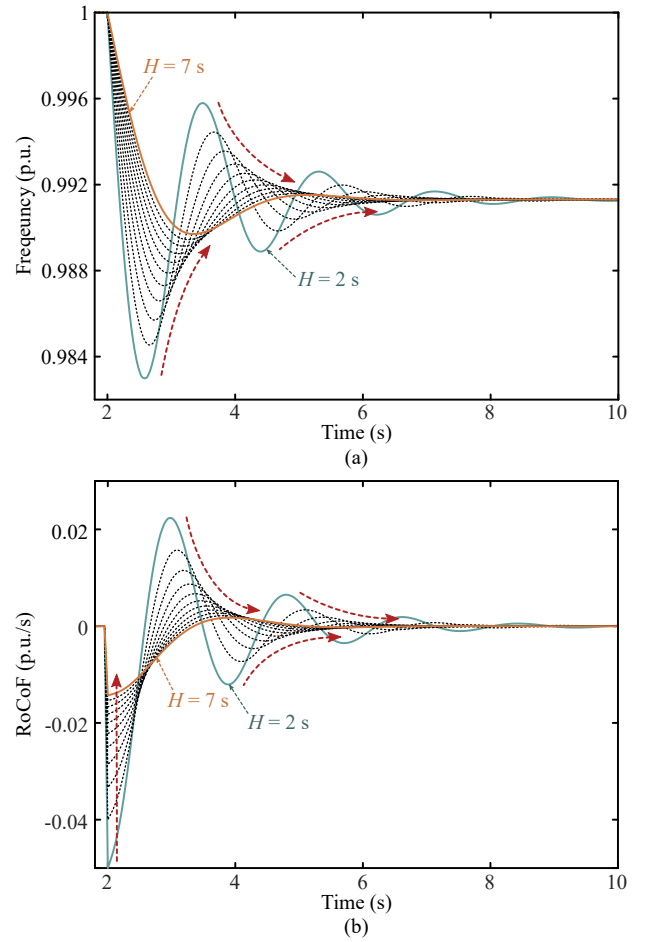 1
0.996
0.992
0.988
0.984
Freqeuncy (p.u.)
H = 7 s
H = 2 s
2
4
6
8
10
Time (s)
(a)
0.02
0
-0.02
-0.04
RoCoF (p.u./s)
H = 7 s
H = 2 s
2
4
6
8
10
Time (s)
(b)